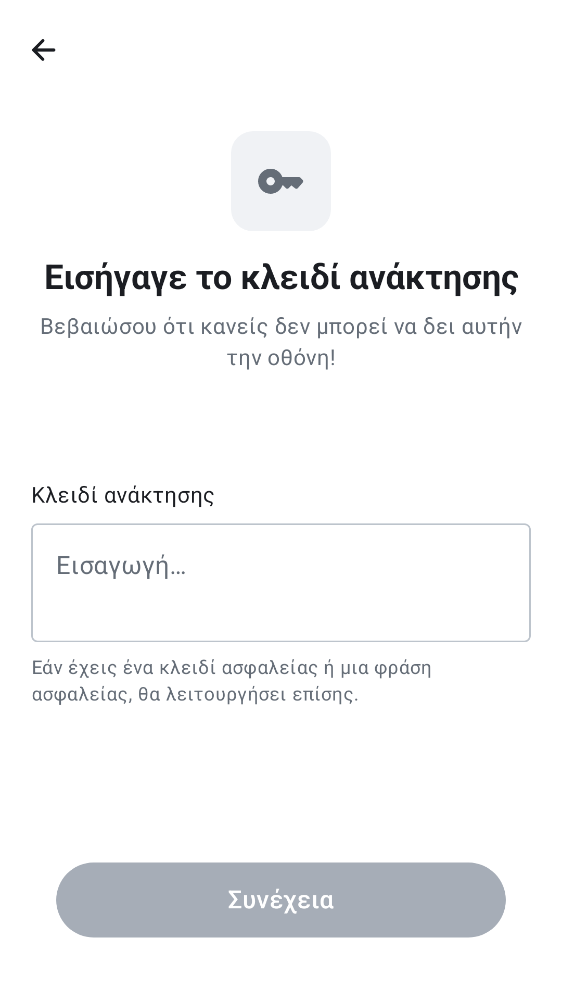 Εισήγαγε το κλειδί ανάκτησης
Βεβαιώσου ότι κανείς δεν μπορεί να δει αυτήν
την οθόνη!
Κλειδί ανάκτησης
Εισαγωγή…
Εάν έχεις ένα κλειδί ασφαλείας ή μια φράση
ασφαλείας, θα λειτουργήσει επίσης.
Συνέχεια